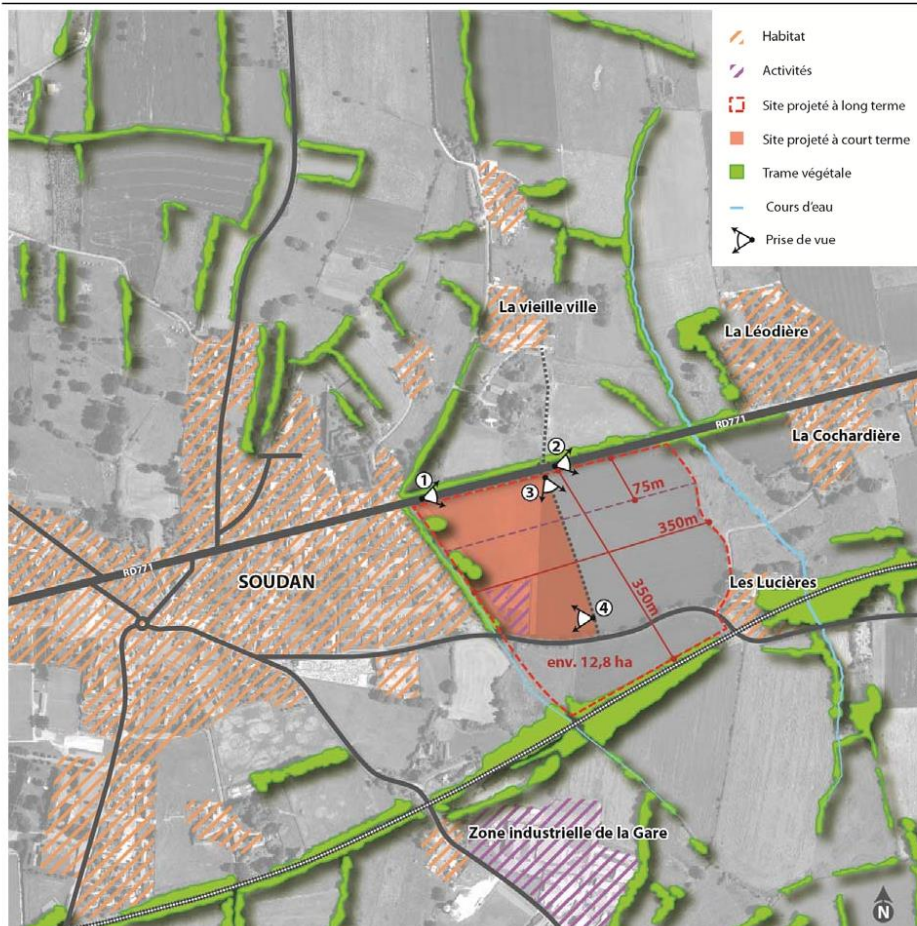 Habitat
Activités
Site projeté à long terme
Site projeté à court terme
Trame végétale
Cours d'eau
Prise de vue
La vieille ville
La Léodière
RD771
La Cochardière
1
2
3
75m
350m
RD771
SOUDAN
350m
Les Lucières
4
env. 12,8 ha
Zone industrielle de la Gare
N